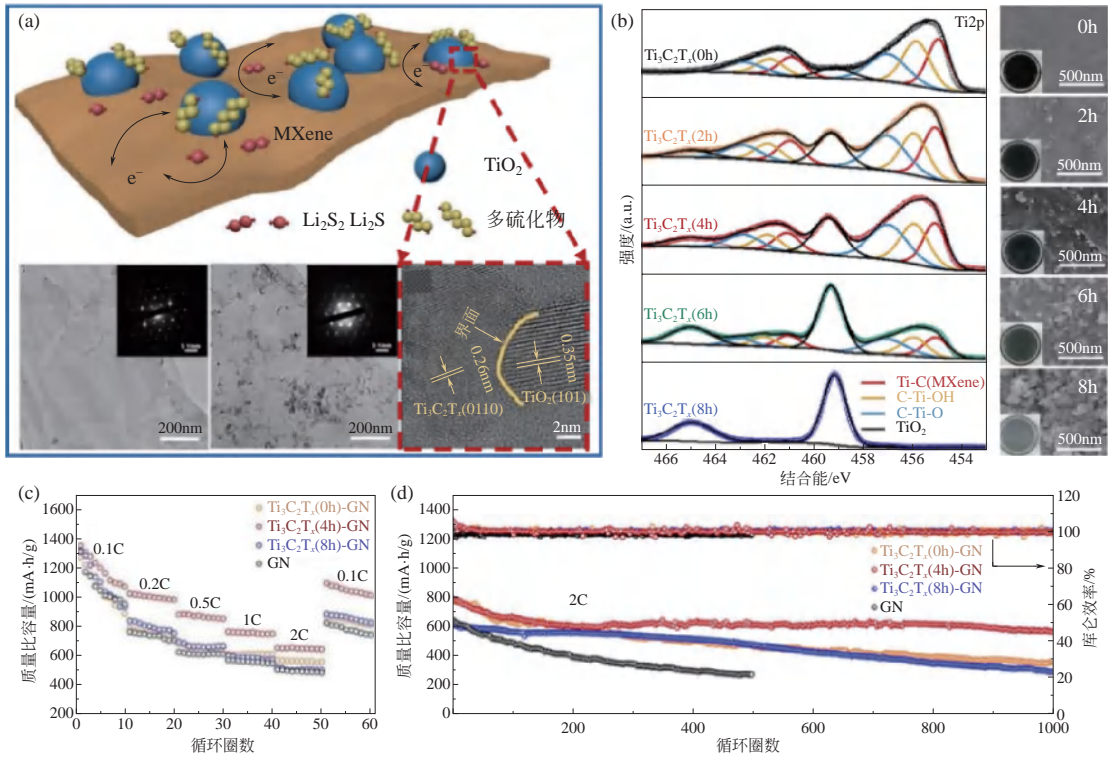 (a)
e⁻
e⁻
e⁻
MXene
TiO₂
Li₂S₂ Li₂S
多硫化物
200nm
200nm
界面
0.26nm
0.35nm
Ti₃C₂Tₓ(0110)
TiO₂(101)
2nm
(b)
Ti2p
Ti₃C₂Tₓ(0h)
Ti₃C₂Tₓ(2h)
Ti₃C₂Tₓ(4h)
Ti₃C₂Tₓ(6h)
Ti₃C₂Tₓ(8h)
Ti-C(MXene)
C-Ti-OH
C-Ti-O
TiO₂
强度/(a.u.)
466 464 462 460 458 456 454
结合能/eV
0h
500nm
2h
500nm
4h
500nm
6h
500nm
8h
500nm
(c)
1600
1400
1200
1000
800
600
400
200
质量比容量/(mA·h/g)
Ti₃C₂Tₓ(0h)-GN
Ti₃C₂Tₓ(4h)-GN
Ti₃C₂Tₓ(8h)-GN
GN
0.1C
0.2C
0.5C
1C
2C
0.1C
0 10 20 30 40 50 60
循环圈数
(d)
1400
1200
1000
800
600
400
200
0
质量比容量/(mA·h/g)
Ti₃C₂Tₓ(0h)-GN
Ti₃C₂Tₓ(4h)-GN
Ti₃C₂Tₓ(8h)-GN
GN
2C
120
100
80
60
40
20
0
库仑效率/%
200 400 600 800 1000
循环圈数